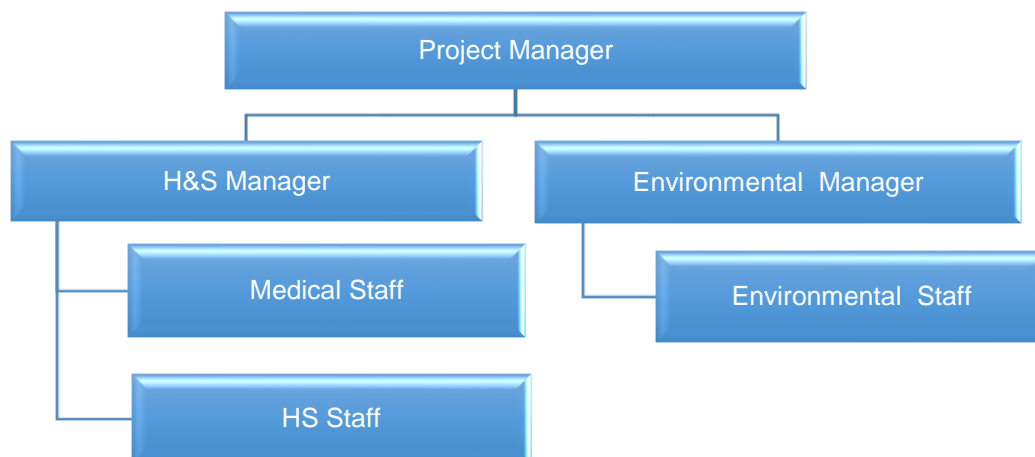 Project Manager
H&S Manager
Environmental  Manager
Medical Staff
Environmental  Staff
HS Staff